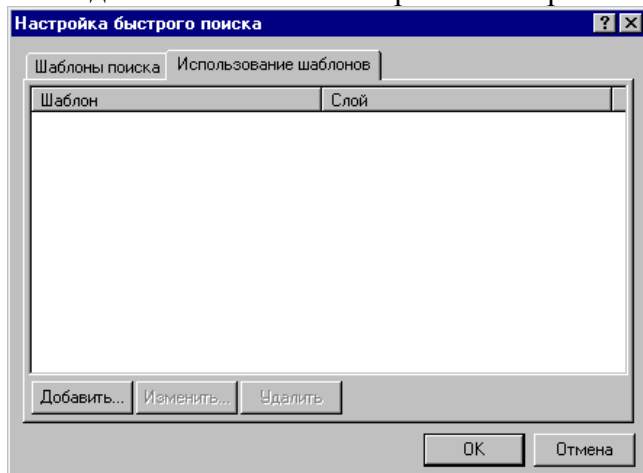 Настройка быстрого поиска
Шаблоны поиска Использование шаблонов
Шаблон Слой
Добавить... Изменить... Удалить
OK Отмена